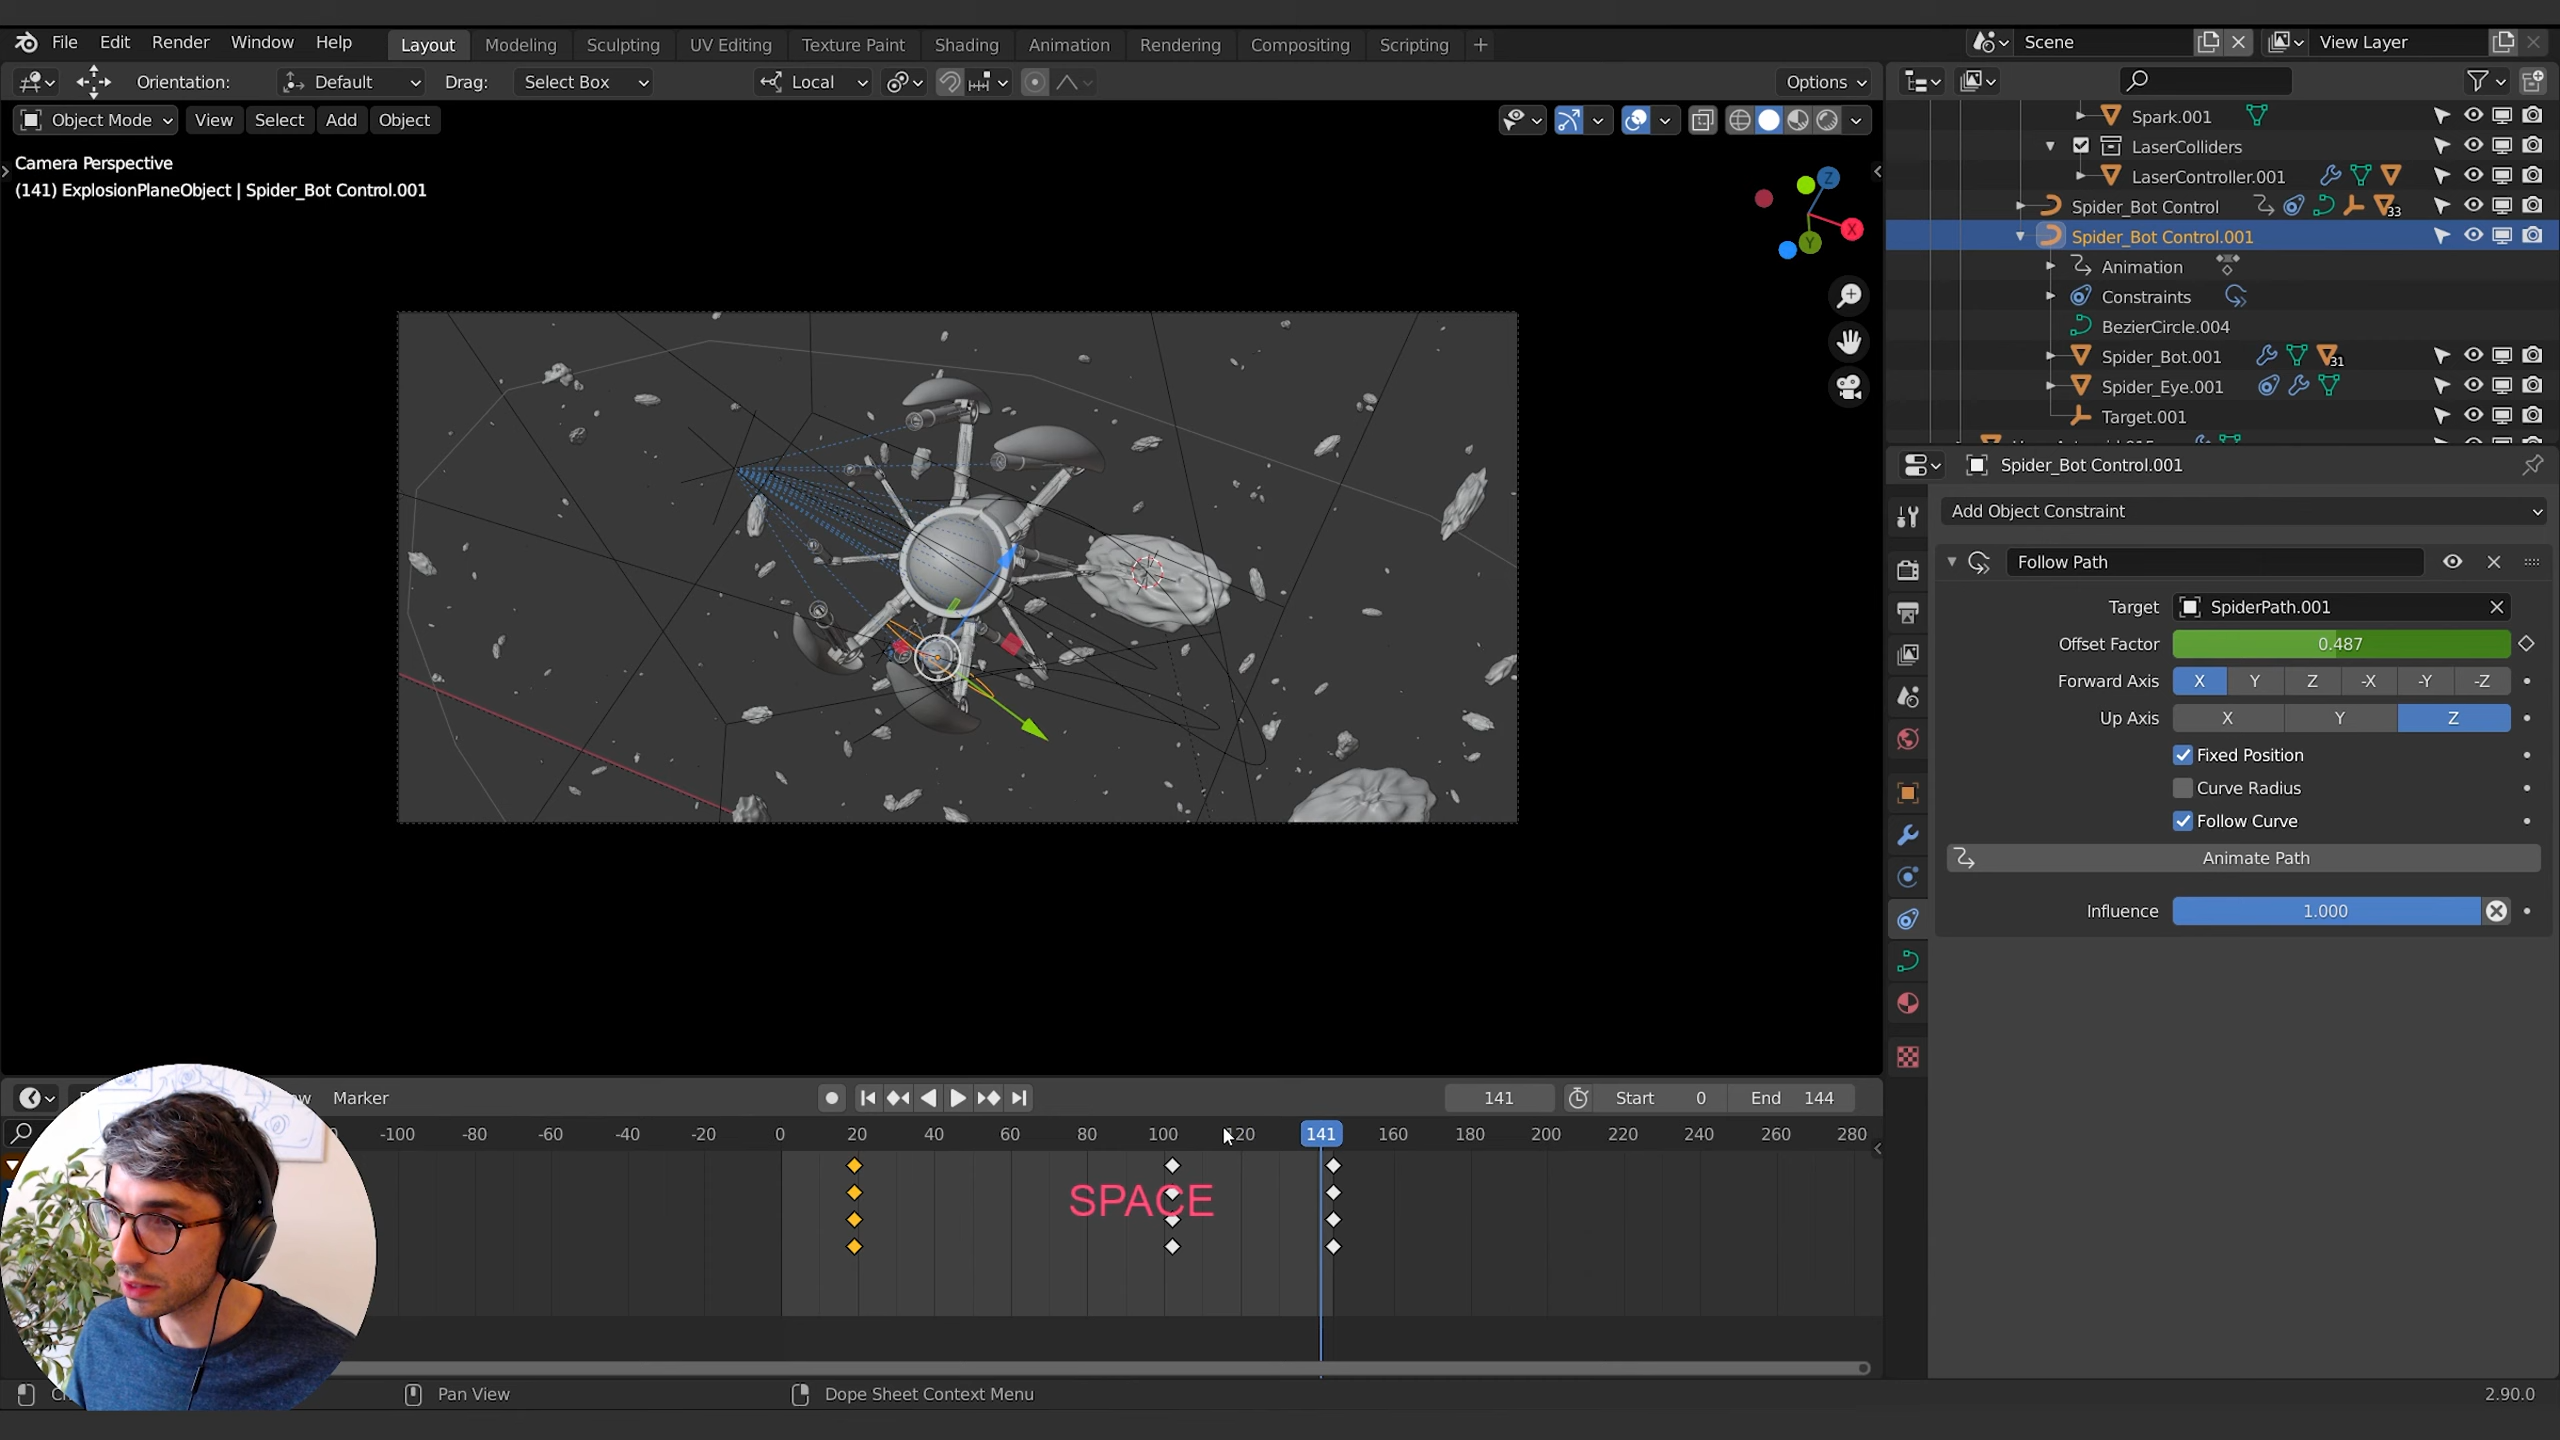 File Edit Render Window Help Layout Modeling Sculpting UV Editing Texture Paint Shading Animation Rendering Compositing Scripting + Scene View Layer
Orientation: Default Drag: Select Box Local Options
Object Mode View Select Add Object
Camera Perspective
(141) ExplosionPlaneObject | Spider_Bot Control.001
Z
X
Y
Spark.001
LaserColliders
LaserController.001
Spider_Bot Control 33
Spider_Bot Control.001
Animation
Constraints
BezierCircle.004
Spider_Bot.001 31
Spider_Eye.001
Target.001
Spider_Bot Control.001
Add Object Constraint
Follow Path
Target SpiderPath.001
Offset Factor 0.487
Forward Axis X Y Z -X -Y -Z
Up Axis X Y Z
Fixed Position
Curve Radius
Follow Curve
Animate Path
Influence 1.000
Marker 141 Start 0 End 144
-100 -80 -60 -40 -20 0 20 40 60 80 100 120 141 160 180 200 220 240 260 280
SPACE
Pan View Dope Sheet Context Menu 2.90.0